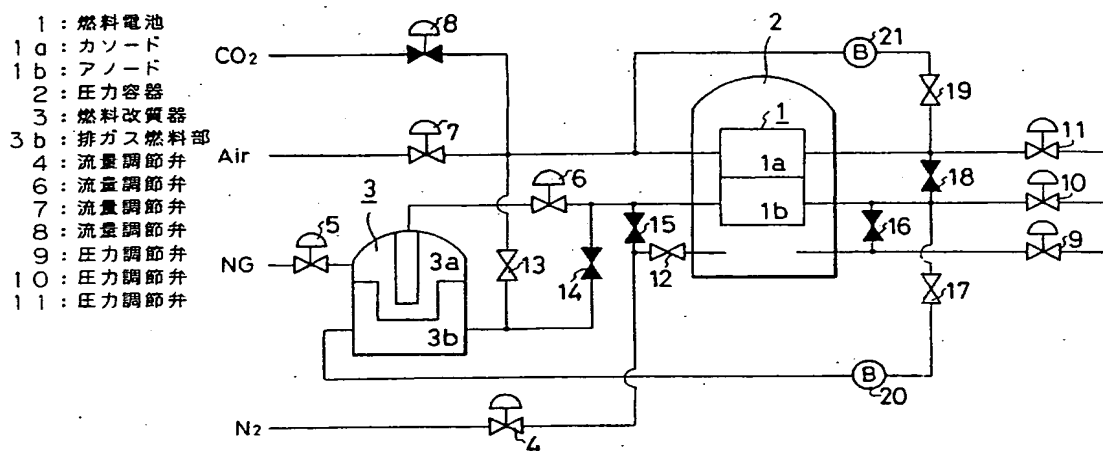 1 : 燃料電池
1a : カソード
1b : アノード
2 : 圧力容器
3 : 燃料改質器
3b : 排ガス燃料部
4 : 流量調節弁
6 : 流量調節弁
7 : 流量調節弁
8 : 流量調節弁
9 : 圧力調節弁
10 : 圧力調節弁
11 : 圧力調節弁
CO2
8
2
B
21
19
Air
7
1
11
1a
18
6
10
3
1b
15
16
5
9
NG
3a
13
14
12
17
3b
B
20
N2
4